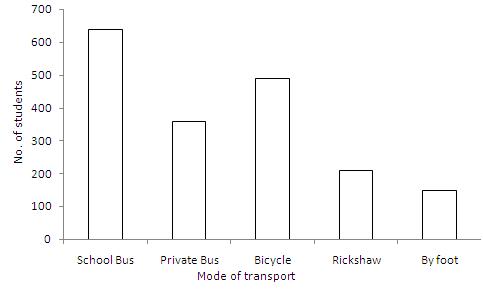 700
600
500
400
300
200
100
0
No. of students
School Bus Private Bus Bicycle Rickshaw By foot
Mode of transport